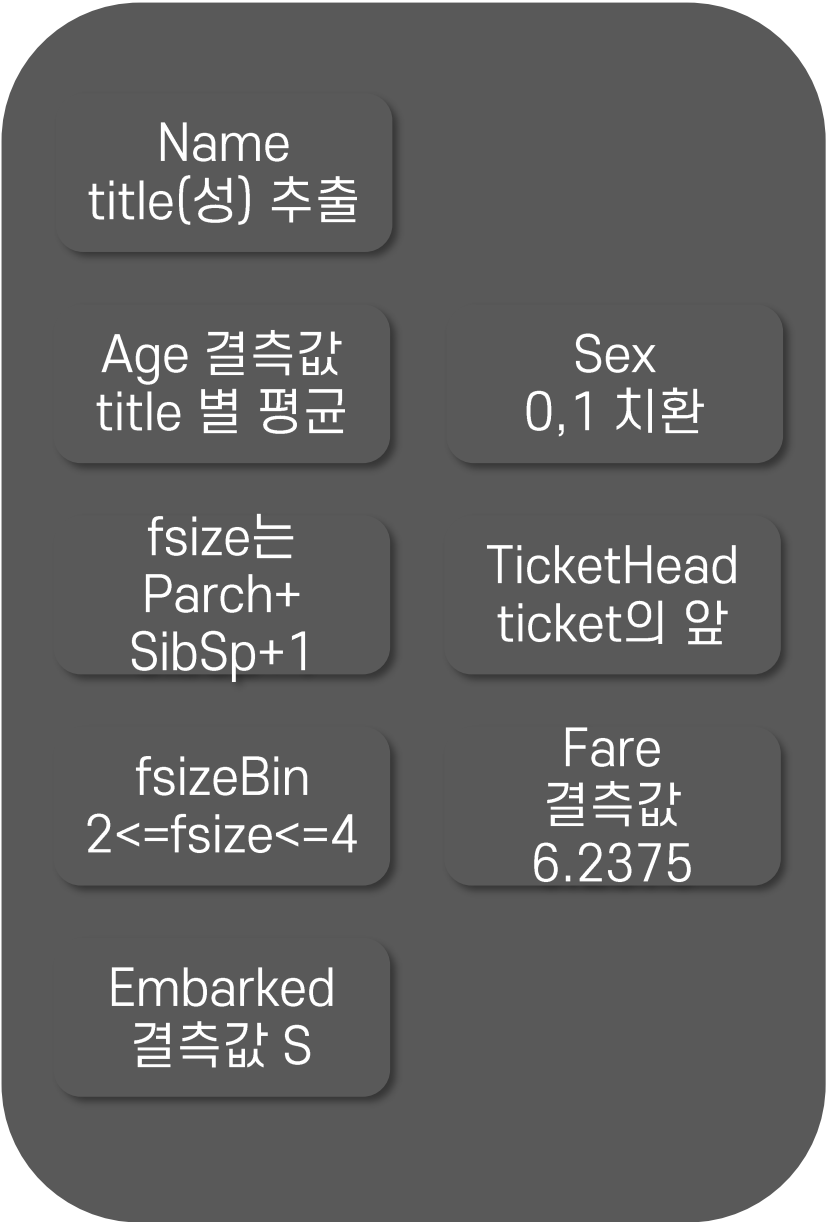 Name
title(성) 추출
Age 결측값
title 별 평균
Sex
0,1 치환
fsize는
Parch+
SibSp+1
TicketHead
ticket의 앞
fsizeBin
2<=fsize<=4
Fare
결측값
6.2375
Embarked
결측값 S